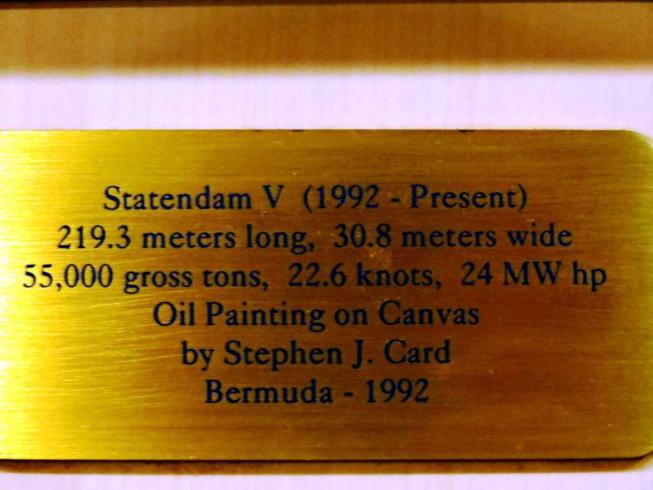 Statendam V (1992 - Present)
219.3 meters long, 30.8 meters wide
55,000 gross tons, 22.6 knots, 24 MW hp
Oil Painting on Canvas
by Stephen J. Card
Bermuda - 1992